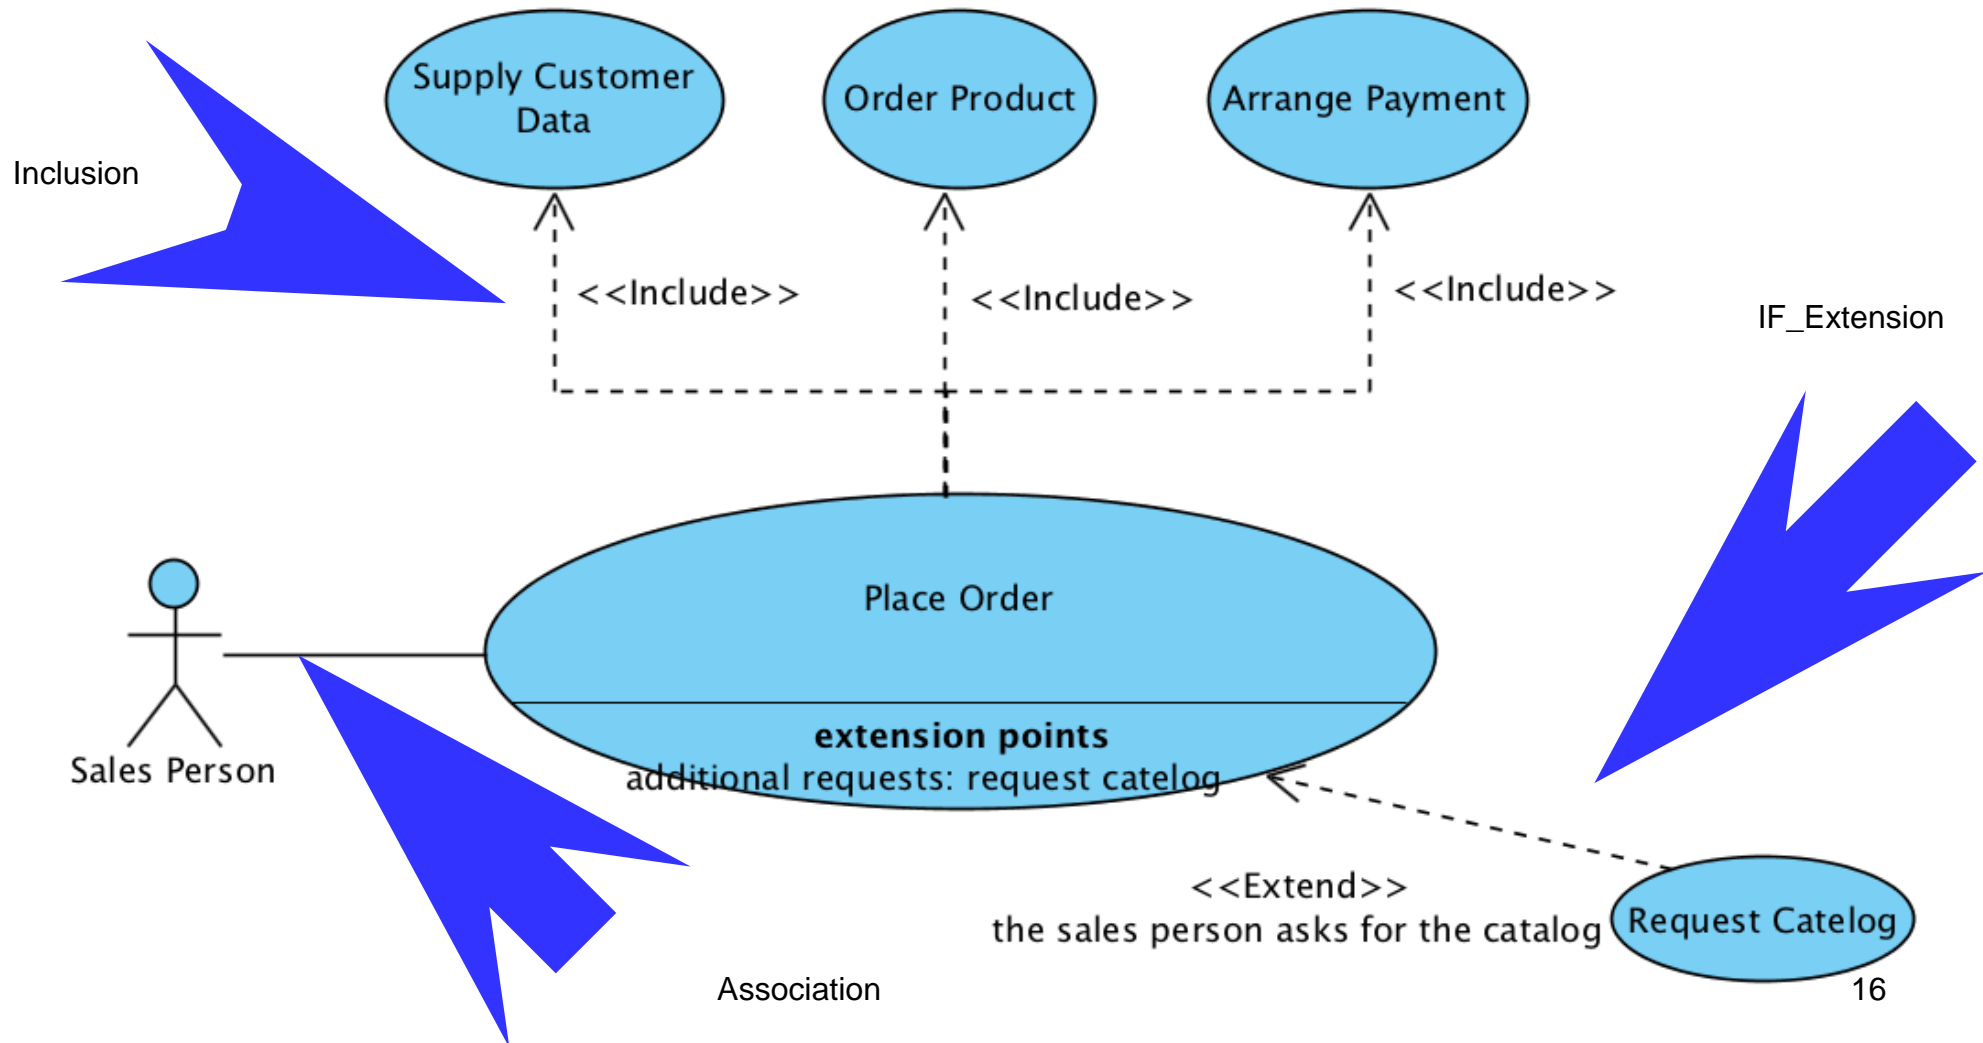 Supply Customer
Data
Order Product
Arrange Payment
Inclusion
<<Include>>
<<Include>>
<<Include>>
IF_Extension
Place Order
extension points
additional requests: request catelog
Sales Person
<<Extend>>
the sales person asks for the catalog
Request Catelog
Association
16